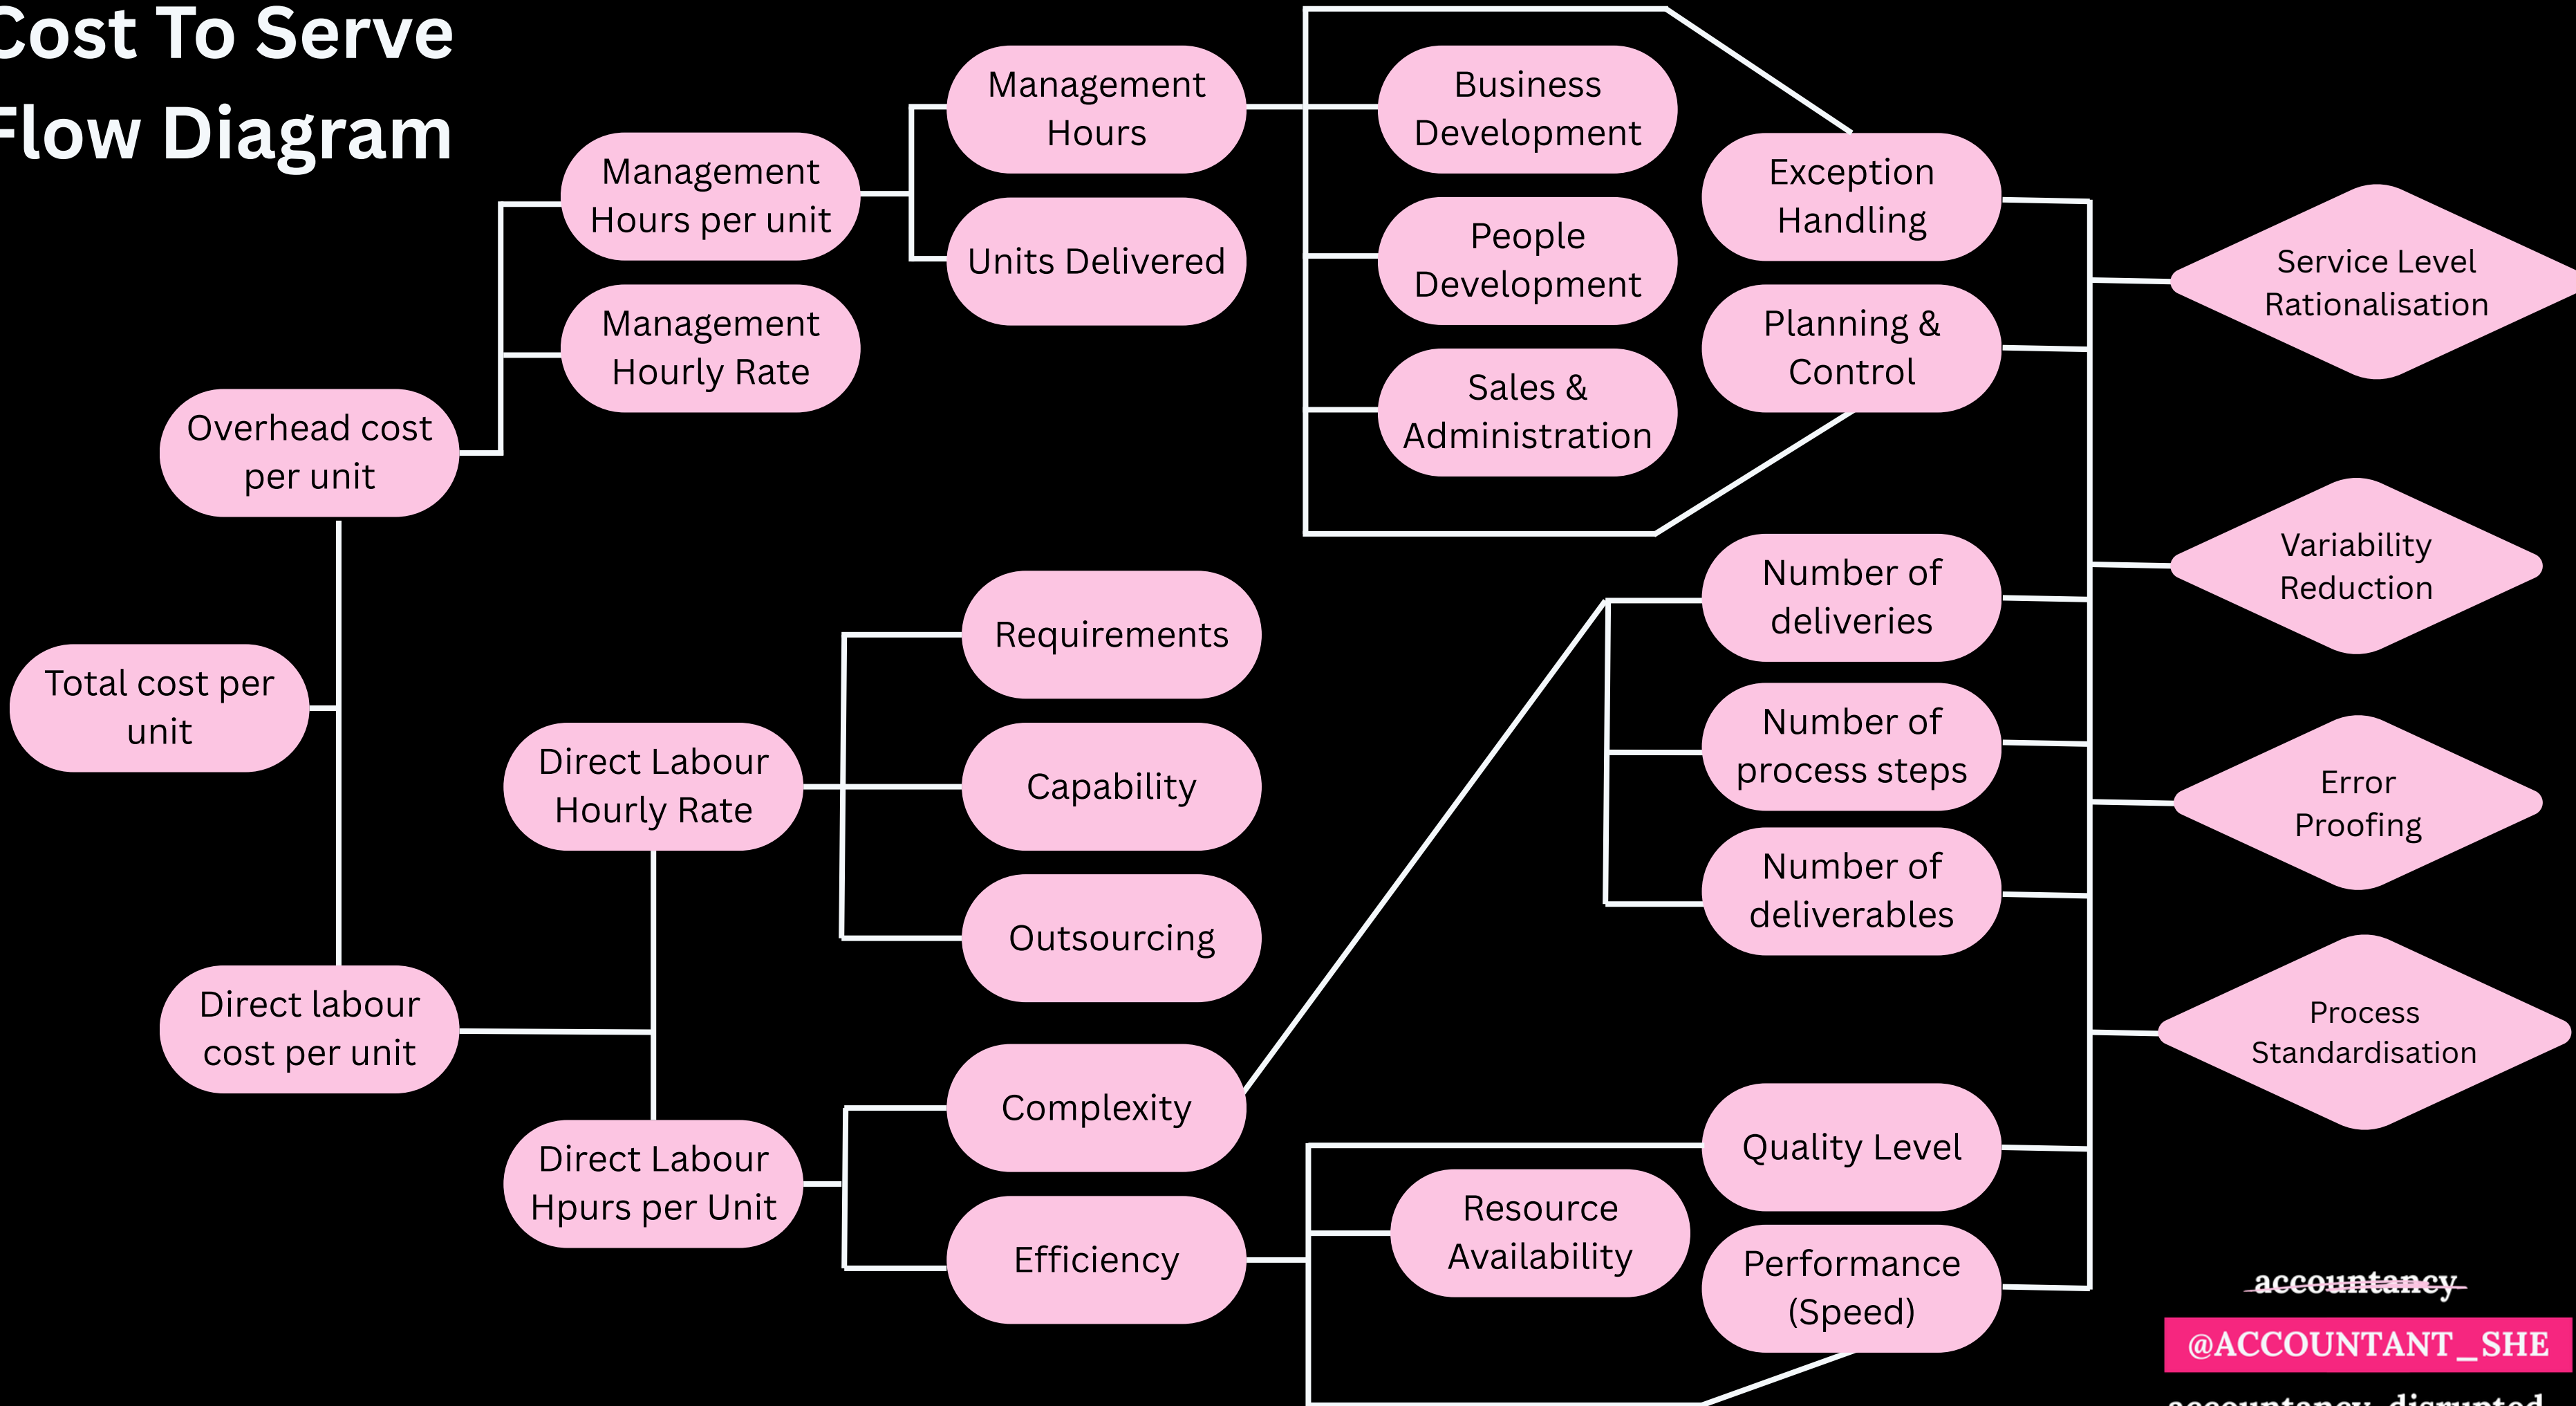 Cost To Serve
Flow Diagram
Management
Hours per unit
Management
Hourly Rate
Management
Hours
Units Delivered
Business
Development
People
Development
Sales &
Administration
Exception
Handling
Planning &
Control
Service Level
Rationalisation
Overhead cost
per unit
Total cost per
unit
Direct labour
cost per unit
Direct Labour
Hourly Rate
Direct Labour
Hpurs per Unit
Requirements
Capability
Outsourcing
Complexity
Efficiency
Number of
deliveries
Number of
process steps
Number of
deliverables
Variability
Reduction
Error
Proofing
Process
Standardisation
Quality Level
Resource
Availability
Performance
(Speed)
accountancy
@ACCOUNTANT_SHE
accountancy, disrupted